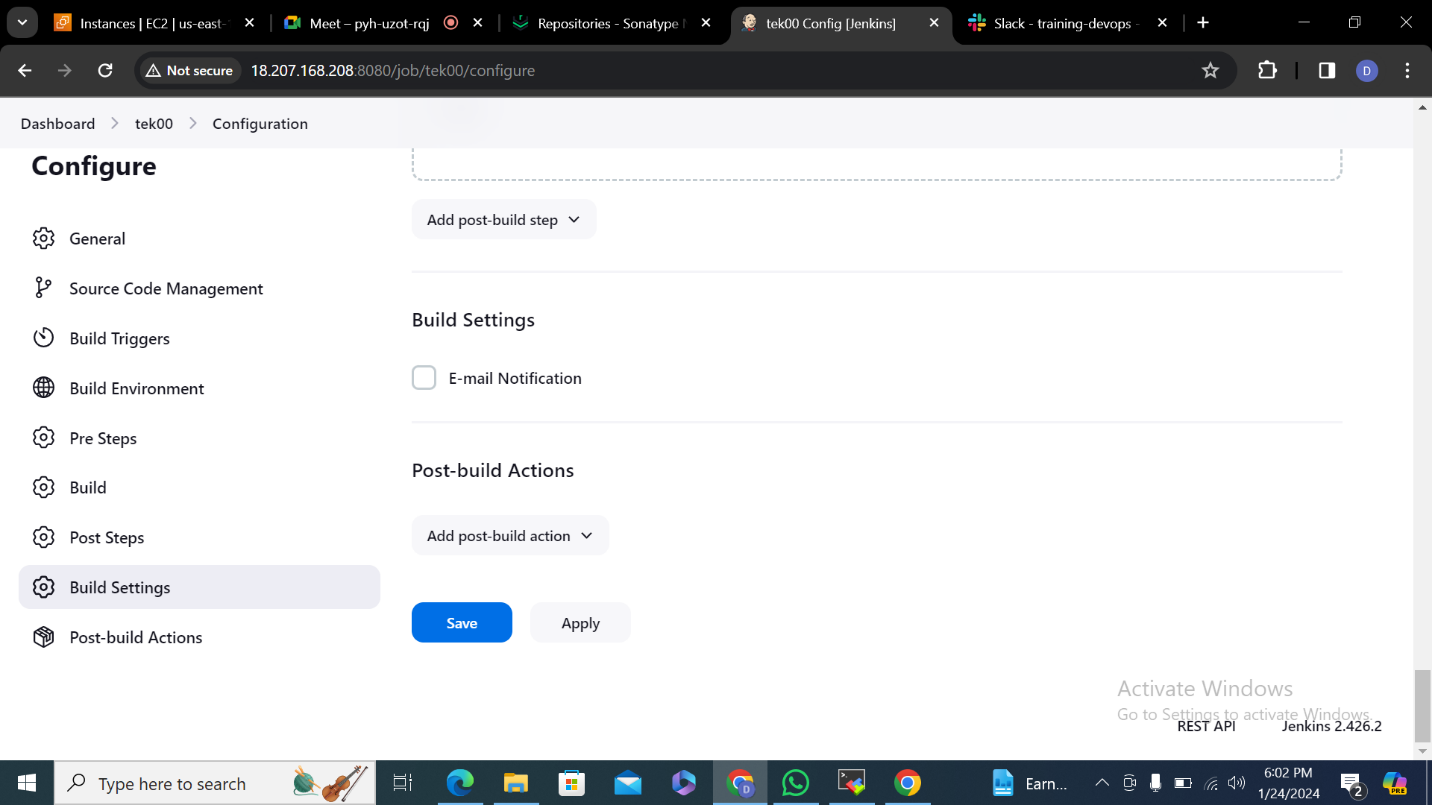 Instances | EC2 | us-east-
Meet – pyh-uzot-rqj
Repositories - Sonatype
tek00 Config [Jenkins]
Slack - training-devops -
Not secure
18.207.168.208:8080/job/tek00/configure
D
Dashboard
tek00
Configuration
Configure
General
Source Code Management
Build Triggers
Build Environment
Pre Steps
Build
Post Steps
Build Settings
Post-build Actions
Add post-build step
Build Settings
E-mail Notification
Post-build Actions
Add post-build action
Save
Apply
Activate Windows
Go to Settings to activate Windows.
REST API
Jenkins 2.426.2
Type here to search
D
Earn...
6:02 PM
1/24/2024
2
PRE